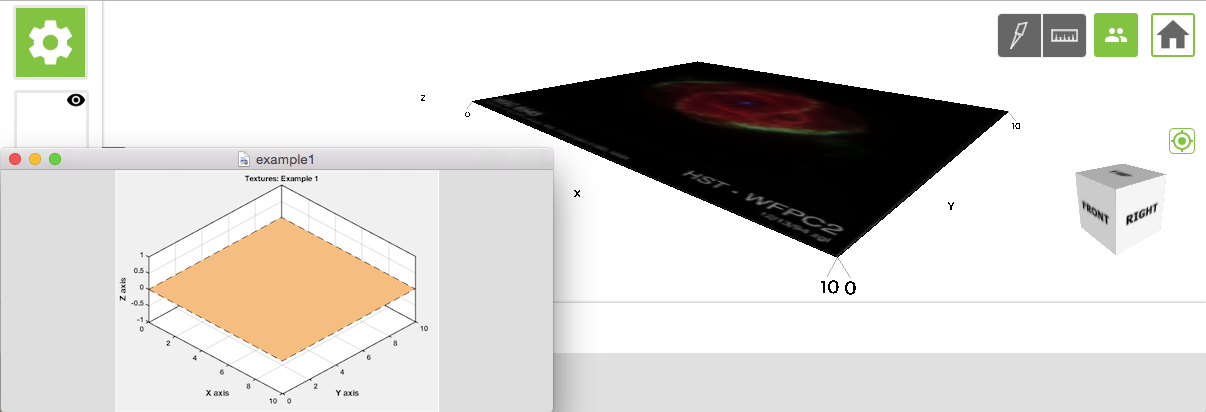 Z
0
10
X
Y
HST - WFPC2
FRONT
RIGHT
10 0
example1
Textures: Example 1
Z axis
1
0.5
0
-0.5
-1
0
2
4
6
8
10
X axis
0
2
4
6
8
10
Y axis